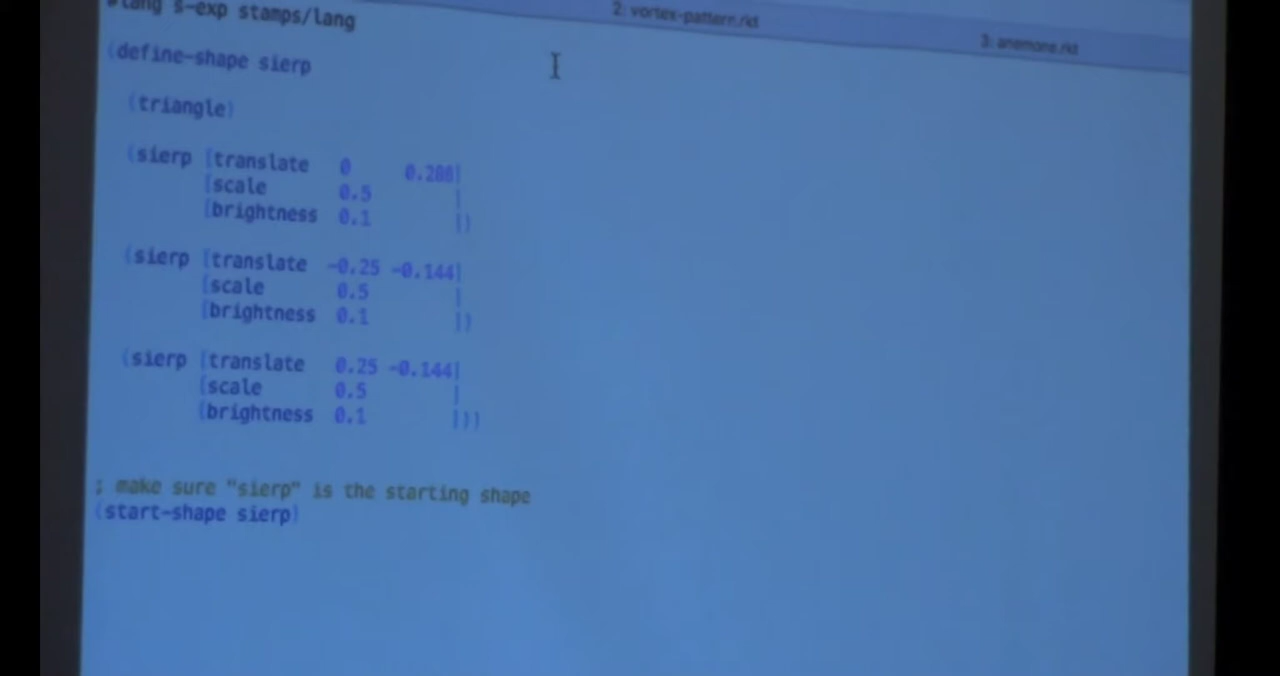 #lang s-exp stamps/lang
2: vortex-pattern.rkt
3: anemone.rkt
(define-shape sierp
(triangle)
(sierp [translate 0 0.288]
[scale 0.5 ]
[brightness 0.1 ])
(sierp [translate -0.25 -0.144]
[scale 0.5 ]
[brightness 0.1 ])
(sierp [translate 0.25 -0.144]
[scale 0.5 ]
[brightness 0.1 ]))
; make sure "sierp" is the starting shape
(start-shape sierp)